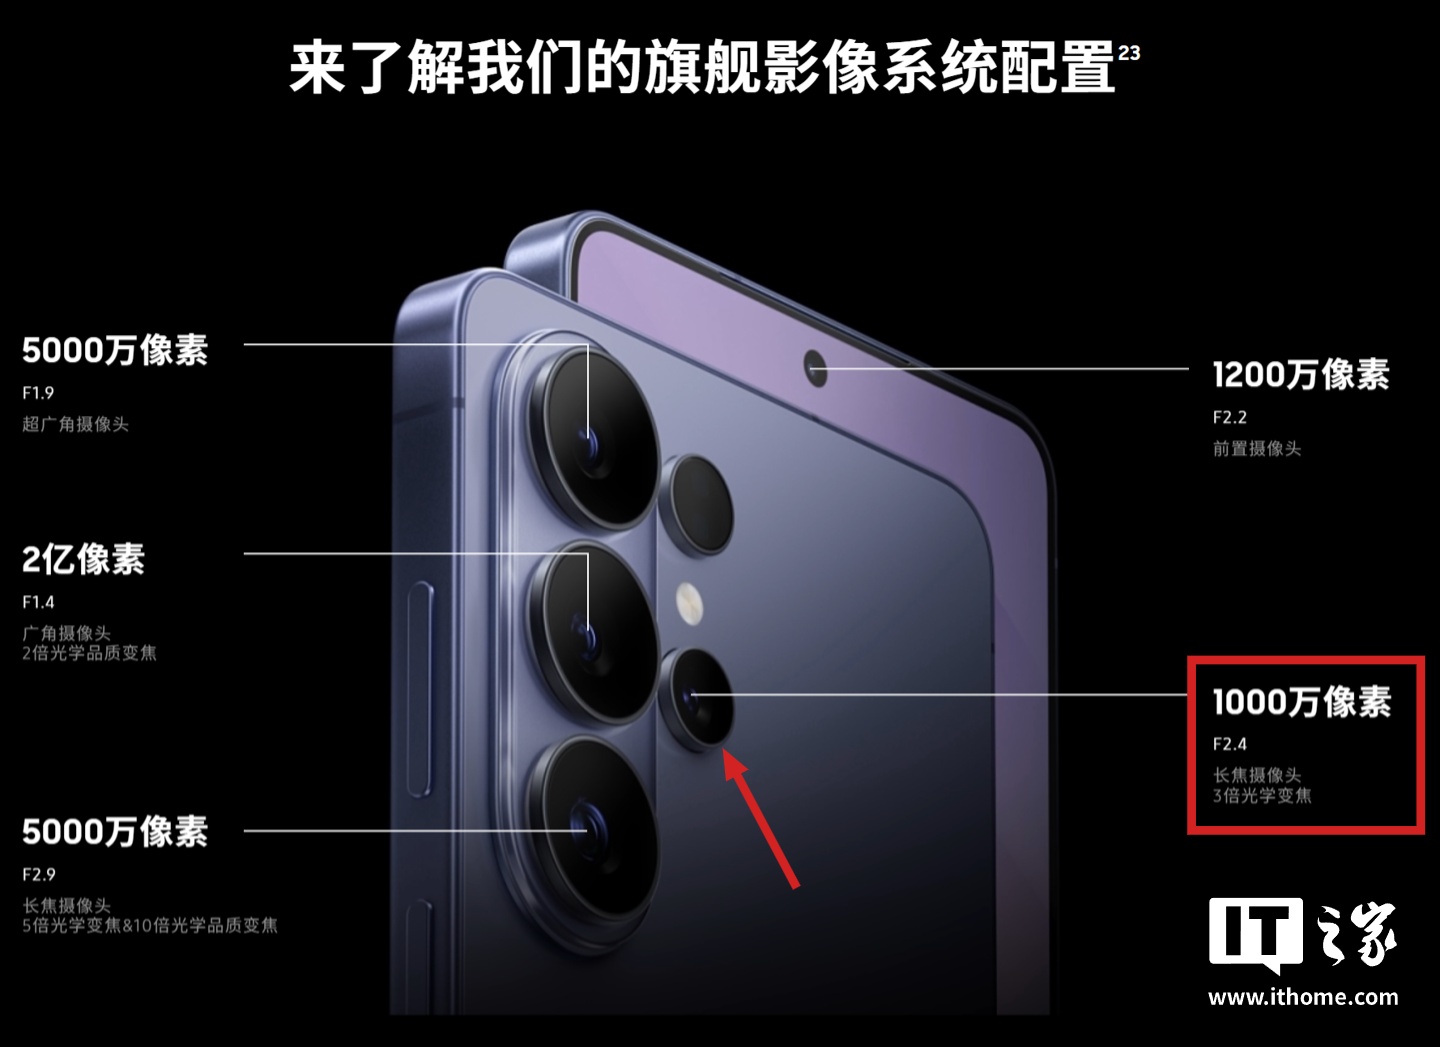 来了解我们的旗舰影像系统配置23
5000万像素
F1.9
超广角摄像头
2亿像素
F1.4
广角摄像头
2倍光学品质变焦
5000万像素
F2.9
长焦摄像头
5倍光学变焦&10倍光学品质变焦
1200万像素
F2.2
前置摄像头
1000万像素
F2.4
长焦摄像头
3倍光学变焦
IT之家
www.ithome.com